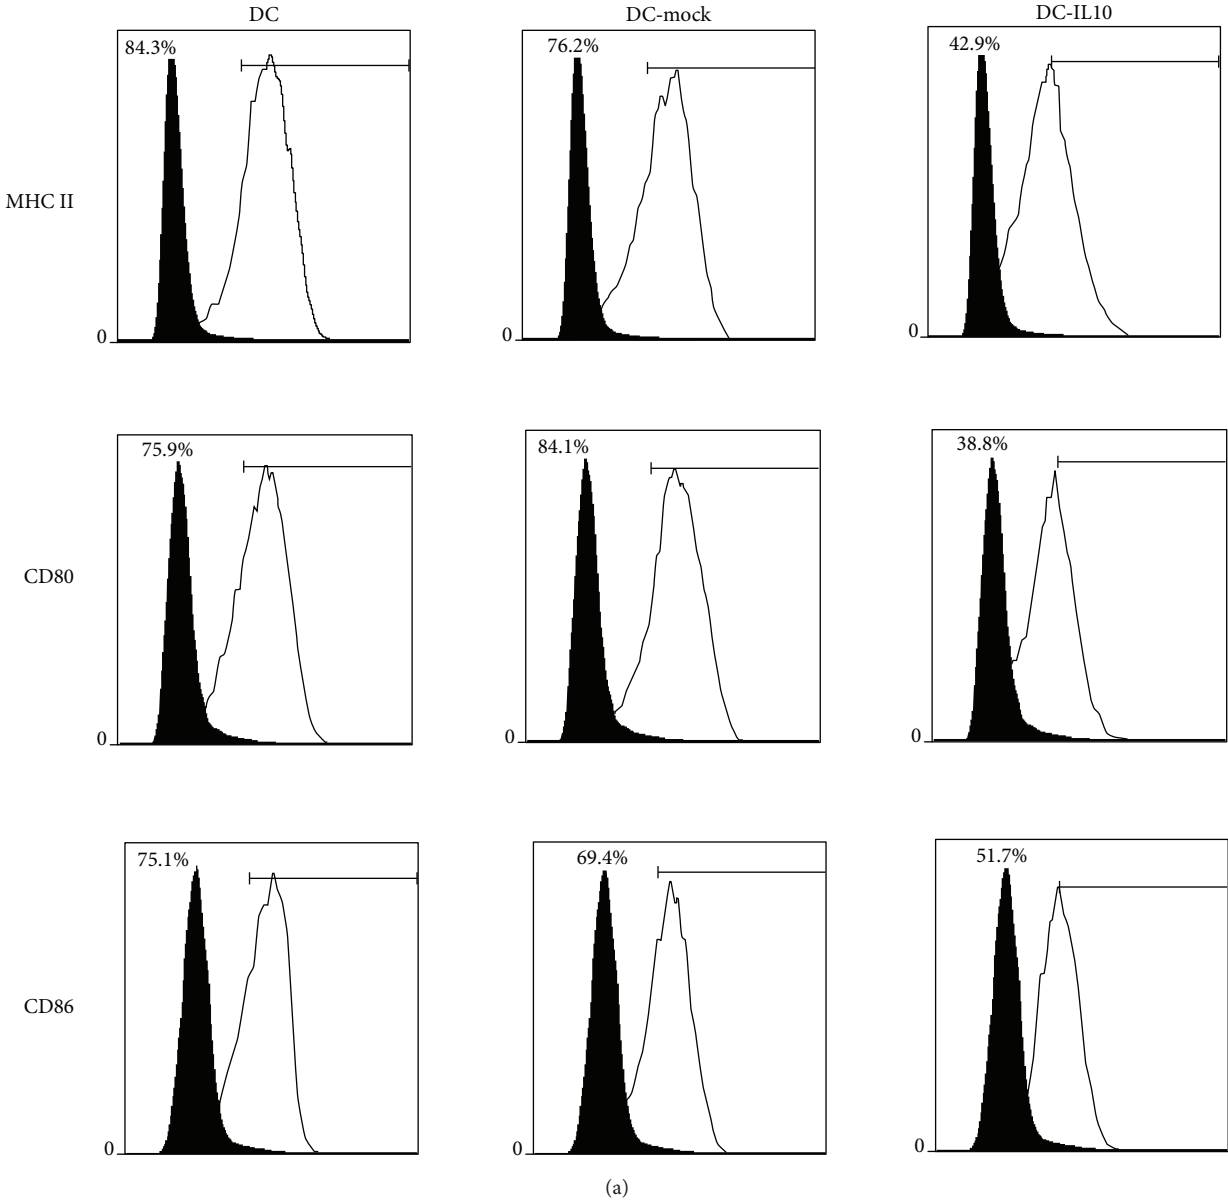 DC DC-mock DC-IL10
84.3% 76.2% 42.9%
MHC II
0 0 0
75.9% 84.1% 38.8%
CD80
0 0 0
75.1% 69.4% 51.7%
CD86
0 0 0
(a)